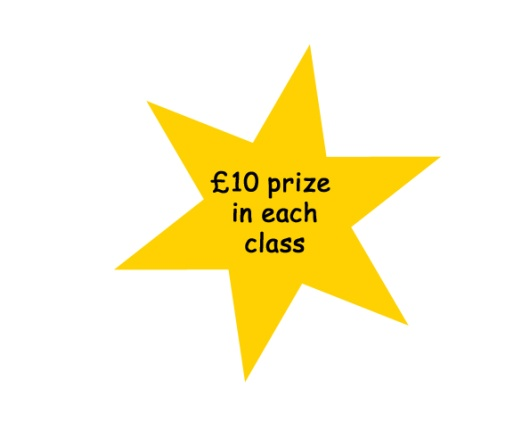 £10 prize
in each
class